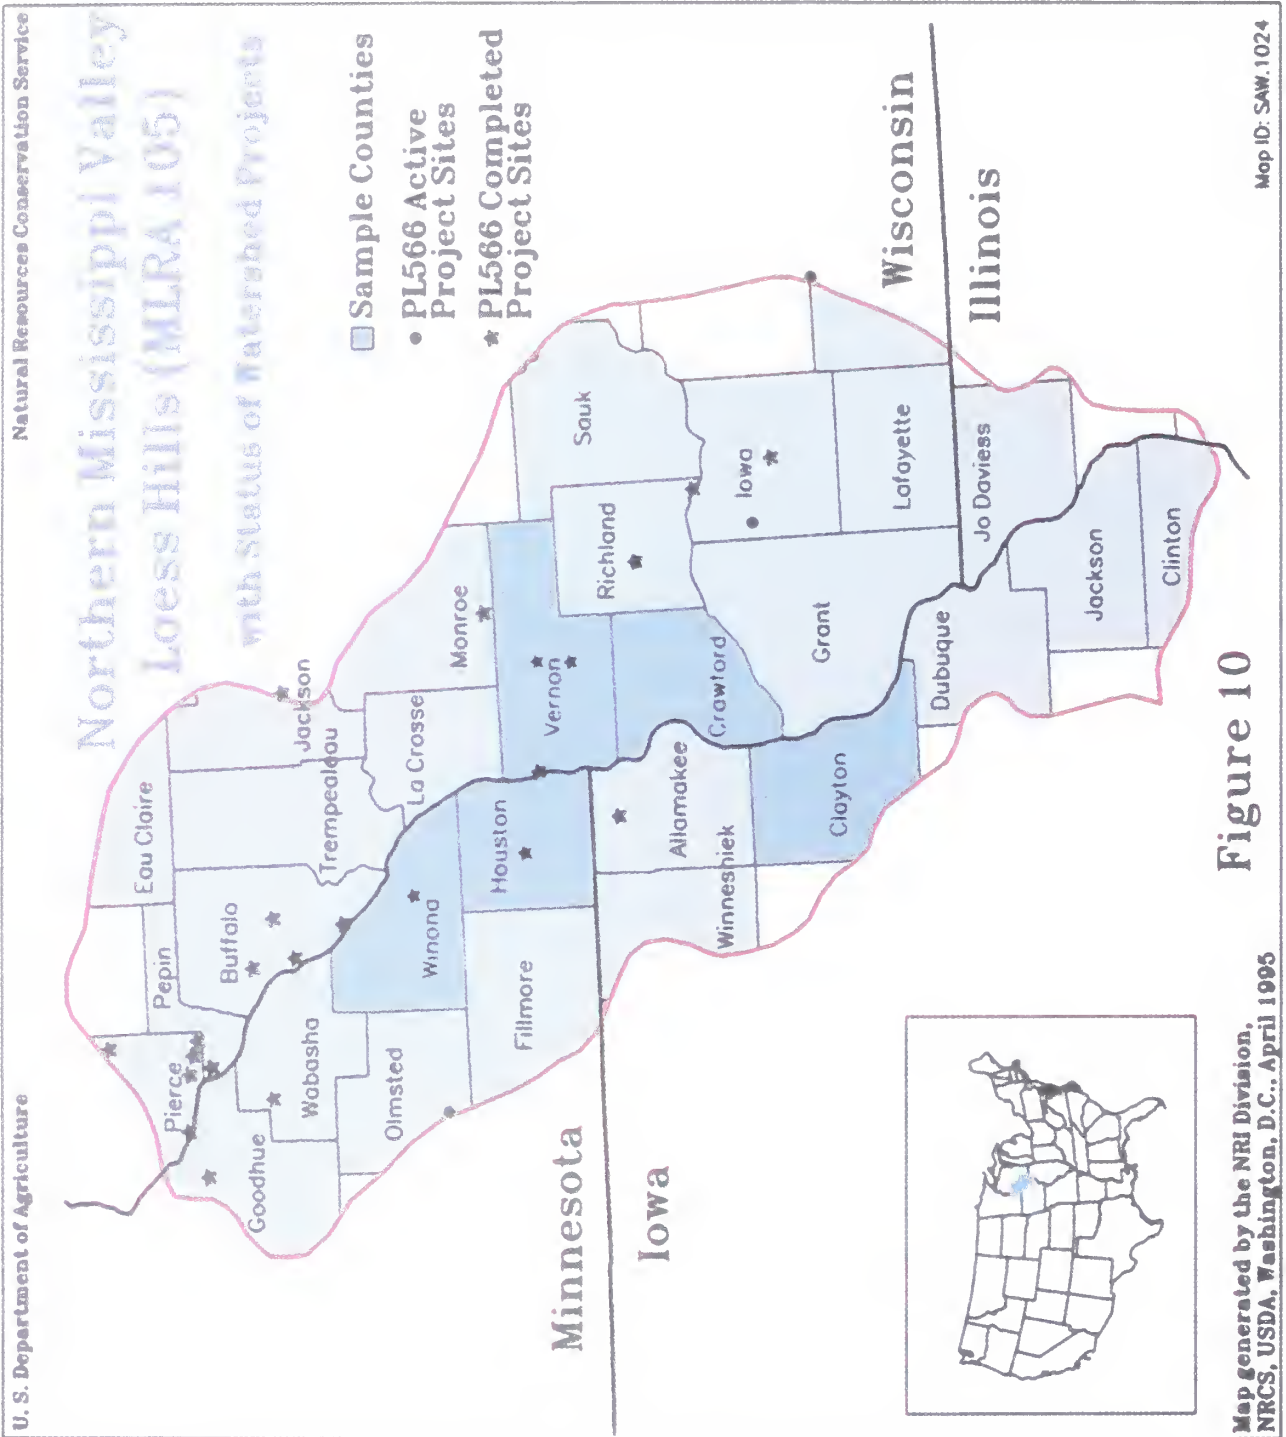 U. S. Department of Agriculture
Natural Resources Conservation Service
Northern Mississippi Valley
Loess Hills (MLRA 105)
with Status of Watershed Projects
Sample Counties
PL566 Active
Project Sites
PL566 Completed
Project Sites
Eau Claire
Pepin
Pierce
Buffalo
Jackson
Trempealeau
Goodhue
Wabasha
La Crosse
Monroe
Olmsted
Winona
Houston
Vernon
Richland
Sauk
Fillmore
Minnesota
Iowa
Allamakee
Winneshiek
Crawford
Iowa
Clayton
Grant
Lafayette
Wisconsin
Illinois
Dubuque
Jo Daviess
Jackson
Clinton
Figure 10
Map generated by the NRI Division,
NRCS, USDA, Washington, D.C., April 1995
Map ID: SAW.1024